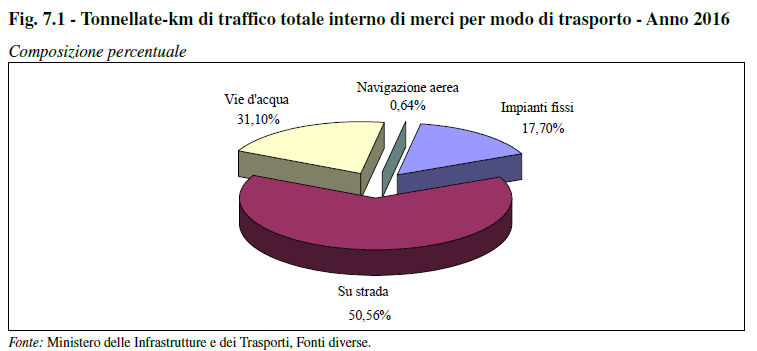 Fig. 7.1 - Tonnellate-km di traffico totale interno di merci per modo di trasporto - Anno 2016
Composizione percentuale
Navigazione aerea
0,64%
Vie d'acqua
31,10%
Impianti fissi
17,70%
Su strada
50,56%
Fonte: Ministero delle Infrastrutture e dei Trasporti, Fonti diverse.